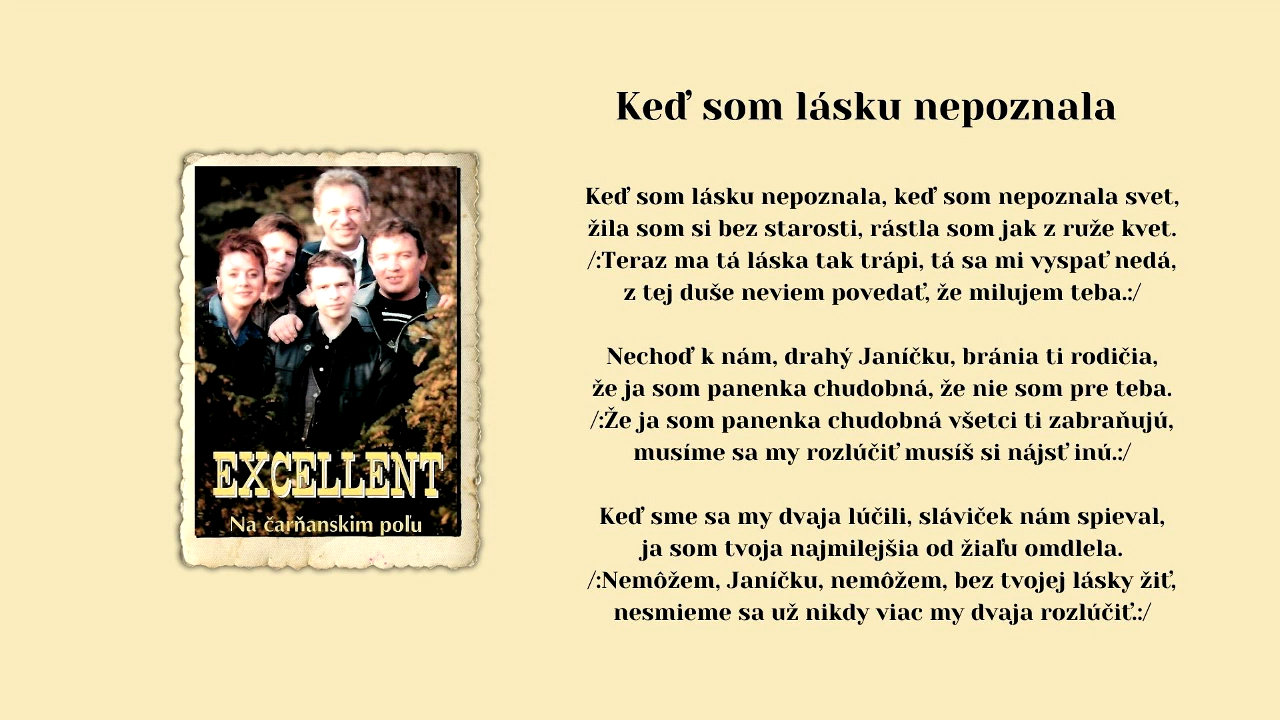 Keď som lásku nepoznala
Keď som lásku nepoznala, keď som nepoznala svet,
žila som si bez starosti, rástla som jak z ruže kvet.
/:Teraz ma tá láska tak trápi, tá sa mi vyspať nedá,
z tej duše neviem povedať, že milujem teba.:/
Nechoď k nám, drahý Janíčku, bránia ti rodičia,
že ja som panenka chudobná, že nie som pre teba.
/:Že ja som panenka chudobná všetci ti zabraňujú,
musíme sa my rozlúčiť musíš si nájsť inú.:/
Keď sme sa my dvaja lúčili, sláviček nám spieval,
ja som tvoja najmilejšia od žiaľu omdlela.
/:Nemôžem, Janíčku, nemôžem, bez tvojej lásky žiť,
nesmieme sa už nikdy viac my dvaja rozlúčiť.:/
EXCELLENT
Na čarňanskim poľu